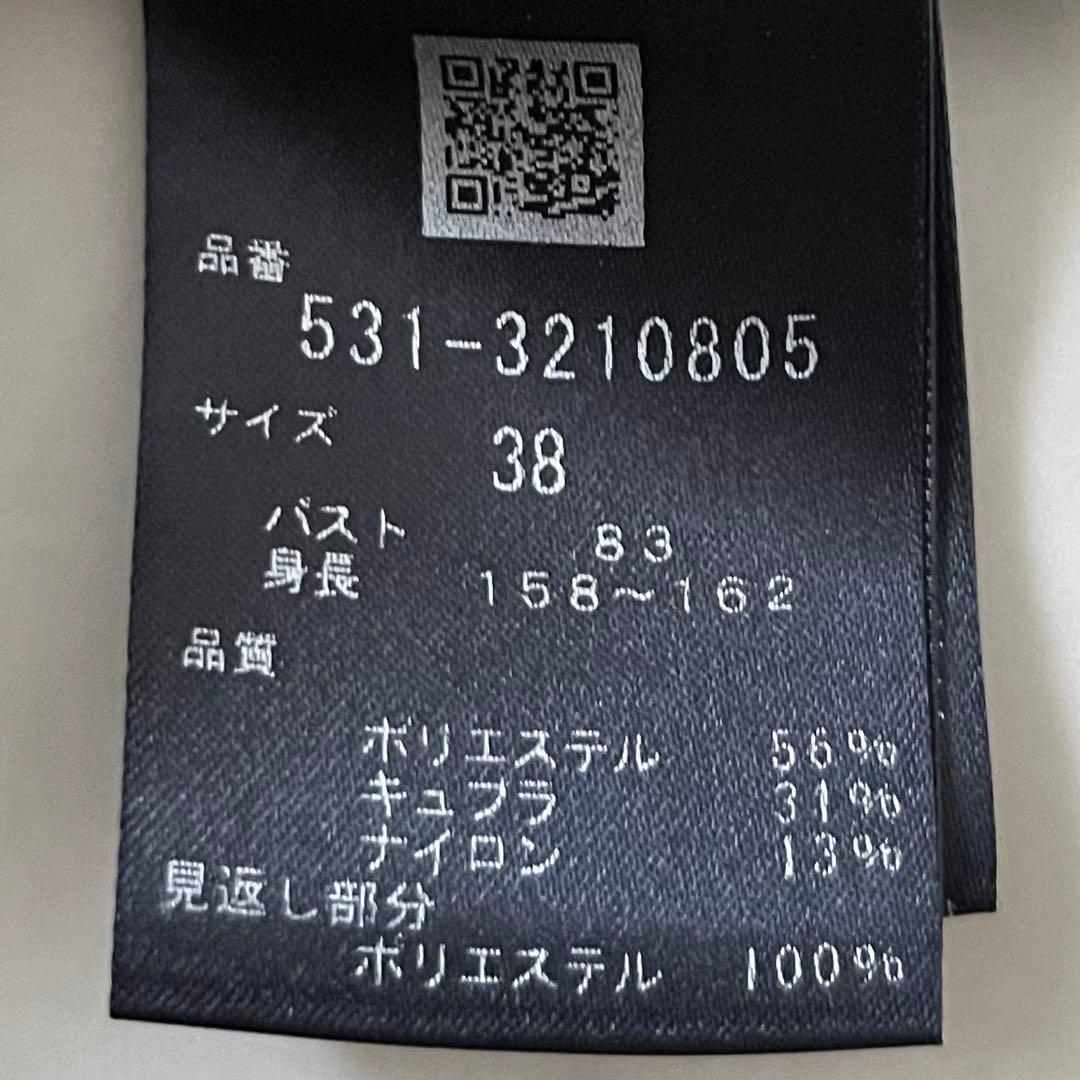 品番
531-3210805
サイズ 38
バスト 83
身長 158～162
品質
ポリエステル 56%
キュプラ 31%
ナイロン 13%
見返し部分
ポリエステル 100%